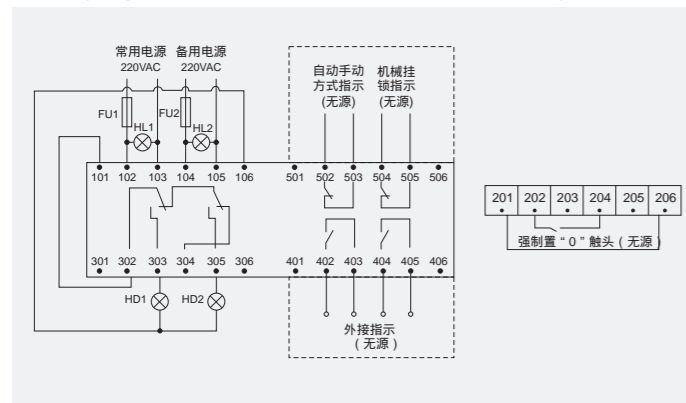 常用电源 备用电源
220VAC 220VAC
自动手动 机械挂
方式指示 锁指示
(无源) (无源)
FU1 HL1 FU2 HL2
101 102 103 104 105 106 501 502 503 504 505 506
201 202 203 204 205 206
强制置“0”触头(无源)
301 302 303 304 305 306 401 402 403 404 405 406
HD1 HD2
外接指示
(无源)